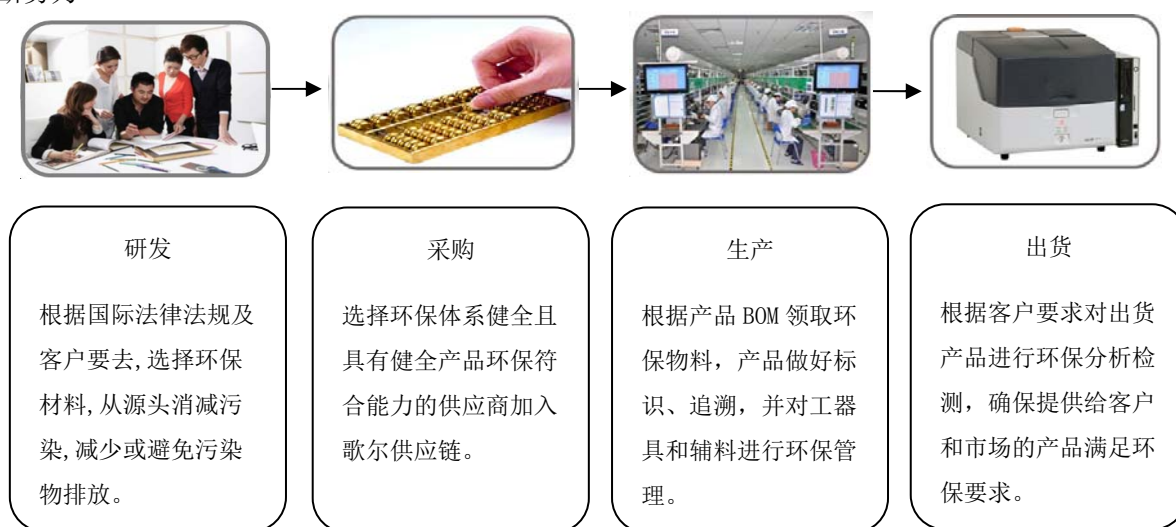 研发
根据国际法律法规及
客户要去,选择环保
材料,从源头消减污
染,减少或避免污染
物排放。
采购
选择环保体系健全且
具有健全产品环保符
合能力的供应商加入
歌尔供应链。
生产
根据产品 BOM 领取环
保物料，产品做好标
识、追溯，并对工器
具和辅料进行环保管
理。
出货
根据客户要求对出货
产品进行环保分析检
测，确保提供给客户
和市场的产品满足环
保要求。